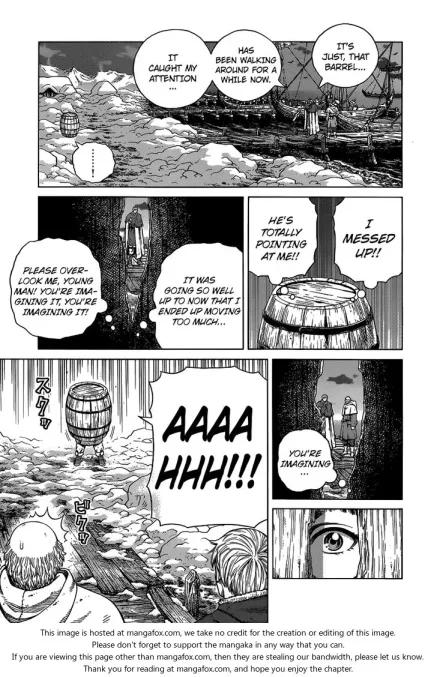 IT'S
JUST, THAT
BARREL...
HAS
BEEN WALKING
AROUND FOR A
WHILE NOW.
IT
CAUGHT MY
ATTENTION
...
......!
I
MESSED
UP!!
HE'S
TOTALLY
POINTING
AT ME!!
IT WAS
GOING SO WELL
UP TO NOW THAT I
ENDED UP MOVING
TOO MUCH...
PLEASE OVER-
LOOK ME, YOUNG
MAN! YOU'RE IMA-
GINING IT, YOU'RE
IMAGINING IT!
YOU'RE
IMAGINING
...
AAAA
HHH!!!
スクッ
ビクッ
This image is hosted at mangafox.com, we take no credit for the creation or editing of this image.
Please don't forget to support the mangaka in any way that you can.
If you are viewing this page other than mangafox.com, then they are stealing our bandwidth, please let us know.
Thank you for reading at mangafox.com, and hope you enjoy the chapter.